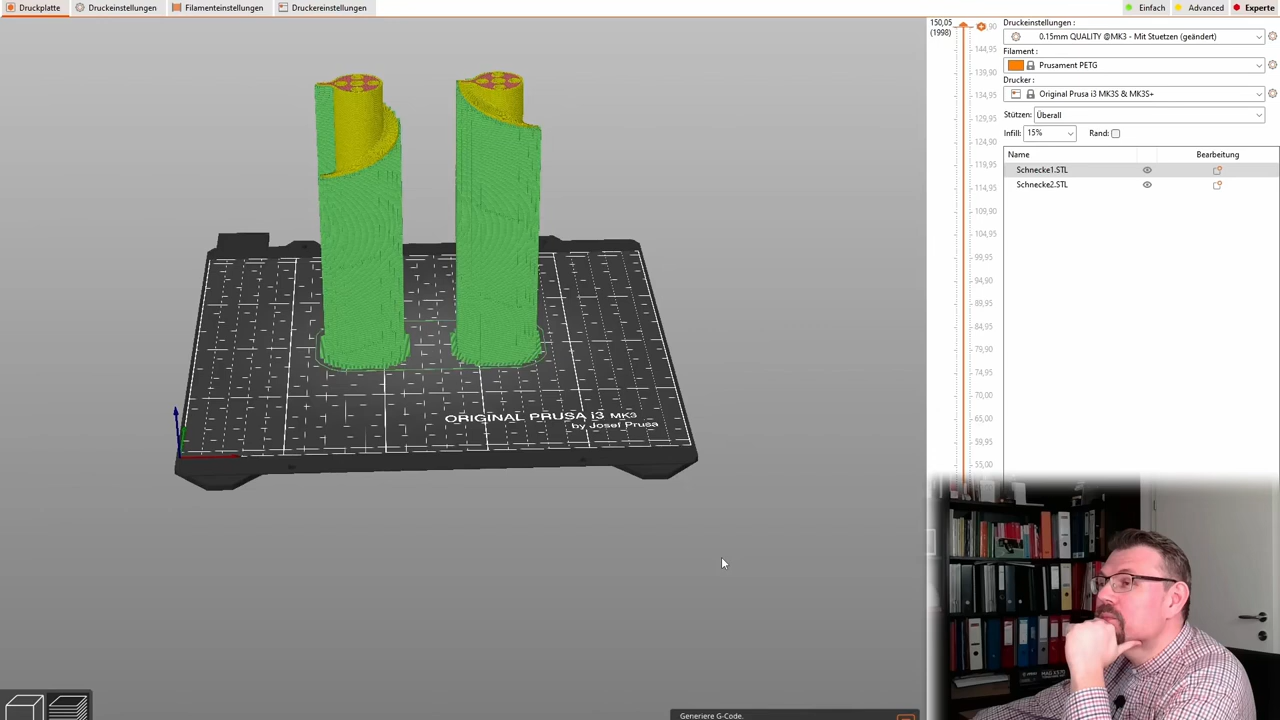 Druckplatte
Druckeinstellungen
Filamenteinstellungen
Druckereinstellungen
Einfach
Advanced
Experte
150,05
(1998)
144,95
139,90
134,95
129,95
124,90
119,95
114,95
109,90
104,95
99,95
94,90
89,95
84,95
79,90
74,95
70,00
65,00
59,95
55,00
Druckeinstellungen :
0.15mm QUALITY @MK3 - Mit Stuetzen (geändert)
Filament :
Prusament PETG
Drucker :
Original Prusa i3 MK3S & MK3S+
Stützen: Überall
Infill: 15% Rand:
Name Bearbeitung
Schnecke1.STL
Schnecke2.STL
ORIGINAL PRUSA i3 MK3
by Josef Prusa
Generiere G-Code.